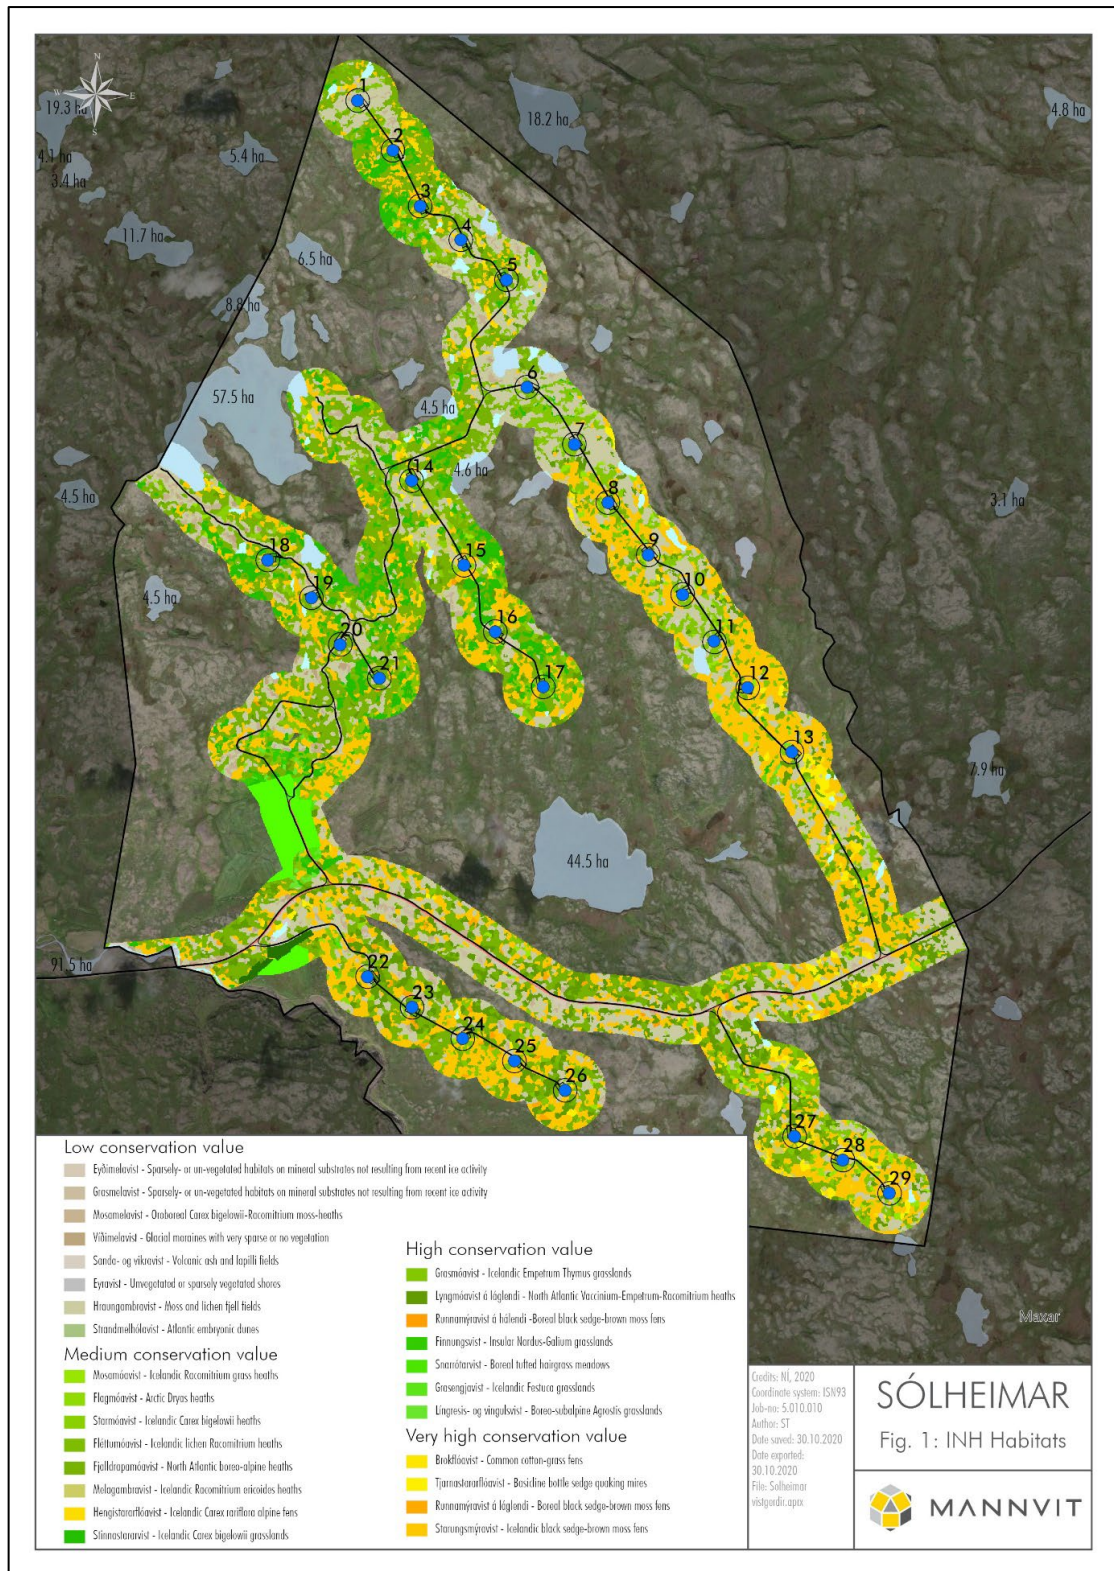 N
W
E
S
19.3 ha
4.1 ha
3.4 ha
5.4 ha
11.7 ha
6.5 ha
8.8 ha
57.5 ha
18.2 ha
4.8 ha
4.5 ha
4.6 ha
4.5 ha
4.5 ha
3.1 ha
7.9 ha
44.5 ha
91.5 ha
1
2
3
4
5
6
7
8
9
10
11
12
13
14
15
16
17
18
19
20
21
22
23
24
25
26
27
28
29
Maxar
Low conservation value
Eyðimelavist - Sparsely- or un-vegetated habitats on mineral substrates not resulting from recent ice activity
Grasmelavist - Sparsely- or un-vegetated habitats on mineral substrates not resulting from recent ice activity
Mosamelavist - Oroboreal Carex bigelowii-Racomitrium moss-heaths
Víðimelavist - Glacial moraines with very sparse or no vegetation
Sanda- og vikravist - Volcanic ash and lapilli fields
Eyravist - Unvegetated or sparsely vegetated shores
Hraungambravist - Moss and lichen fjell fields
Strandmelhólavist - Atlantic embryonic dunes
Medium conservation value
Mosamóavist - Icelandic Racomitrium grass heaths
Flagmóavist - Arctic Dryas heaths
Starmóavist - Icelandic Carex bigelowii heaths
Fléttumóavist - Icelandic lichen Racomitrium heaths
Fjalldrapamóavist - North Atlantic boreo-alpine heaths
Melagambravist - Icelandic Racomitrium ericoides heaths
Hengistararflóavist - Icelandic Carex rariflora alpine fens
Stinnastararvist - Icelandic Carex bigelowii grasslands
High conservation value
Grasmóavist - Icelandic Empetrum Thymus grasslands
Lyngmóavist á láglendi - North Atlantic Vaccinium-Empetrum-Racomitrium heaths
Runnamýravist á hálendi -Boreal black sedge-brown moss fens
Finnungsvist - Insular Nardus-Galium grasslands
Snarrótarvist - Boreal tufted hairgrass meadows
Grasengjavist - Icelandic Festuca grasslands
Língresis- og vingulsvist - Boreo-subalpine Agrostis grasslands
Very high conservation value
Brokflóavist - Common cotton-grass fens
Tjarnastararflóavist - Basicline bottle sedge quaking mires
Runnamýravist á láglendi - Boreal black sedge-brown moss fens
Starungsmýravist - Icelandic black sedge-brown moss fens
Credits: NÍ, 2020
Coordinate system: ISN93
Job-no: 5.010.010
Author: ST
Date saved: 30.10.2020
Date exported:
30.10.2020
File: Solheimar
vistgerdir.aprx
SÓLHEIMAR
Fig. 1: INH Habitats
MANNVIT